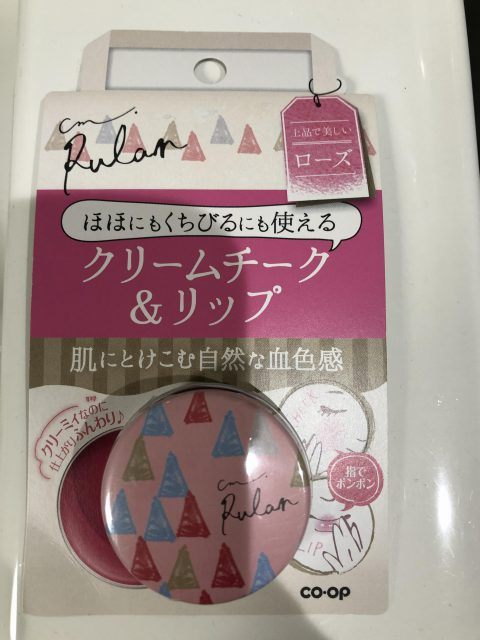 cm.
Rulan
上品で美しい
ローズ
ほほにもくちびるにも使える
クリームチーク
&リップ
肌にとけこむ自然な血色感
クリーミィなのに
仕上がりふんわり♪
cm.
Rulan
指で
ポンポン
LIP
co·op